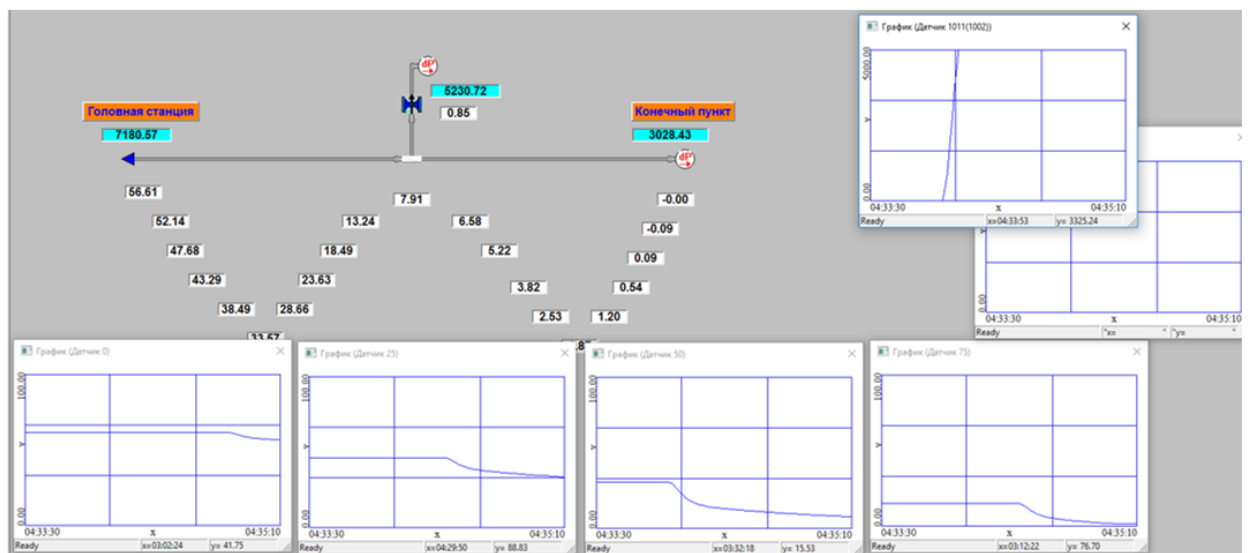 График (Датчик 1011(1002))
5000.00
y
0.00
04:33:30
x
04:35:10
Ready
x=04:33:53
y= 3325.24
dP
5230.72
0.85
Головная станция
7180.57
Конечный пункт
3028.43
dP
56.61
7.91
-0.00
52.14
13.24
6.58
-0.09
47.68
18.49
5.22
0.09
43.29
23.63
3.82
0.54
38.49
28.66
2.53
1.20
33.57
0.00
04:33:30
x
04:35:10
Ready
x=
y=
График (Датчик 0)
100.00
y
0.00
04:33:30
x
04:35:10
Ready
x=03:02:24
y= 41.75
График (Датчик 25)
100.00
y
0.00
04:33:30
x
04:35:10
Ready
x=04:29:50
y= 88.83
График (Датчик 50)
100.00
y
0.00
04:33:30
x
04:35:10
Ready
x=03:32:18
y= 15.53
График (Датчик 75)
100.00
y
0.00
04:33:30
x
04:35:10
Ready
x=03:12:22
y= 76.70